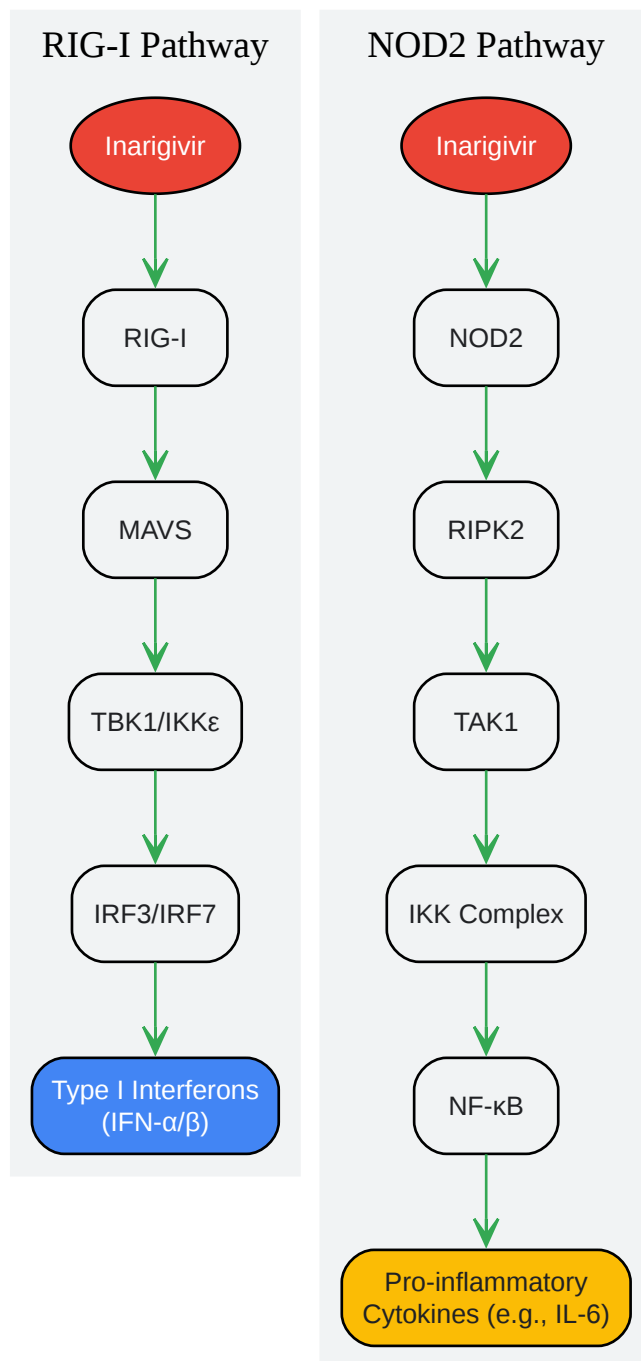 RIG-I Pathway
Inarigivir
RIG-I
MAVS
TBK1/IKKε
IRF3/IRF7
Type I Interferons
(IFN-α/β)
NOD2 Pathway
Inarigivir
NOD2
RIPK2
TAK1
IKK Complex
NF-κB
Pro-inflammatory
Cytokines (e.g., IL-6)